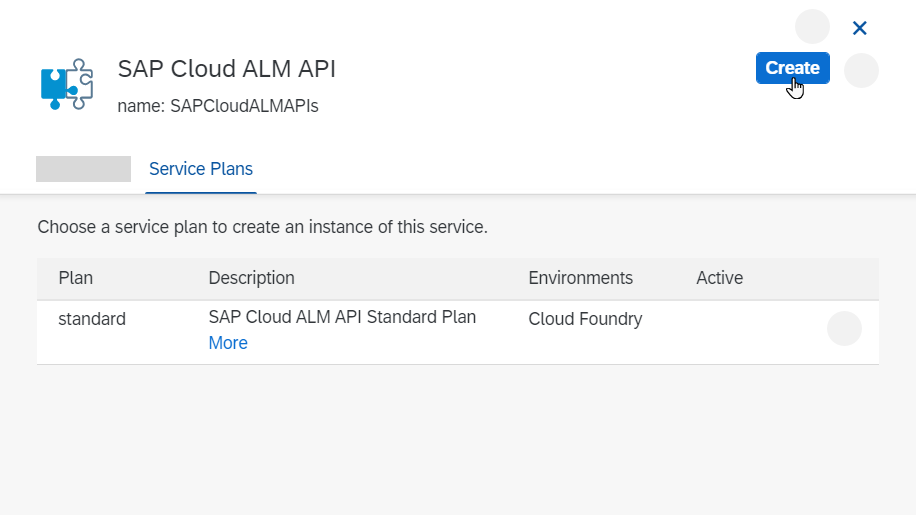 SAP Cloud ALM API
Create
name: SAPCloudALMAPIs
Service Plans
Choose a service plan to create an instance of this service.
Plan Description Environments Active
standard SAP Cloud ALM API Standard Plan Cloud Foundry
More